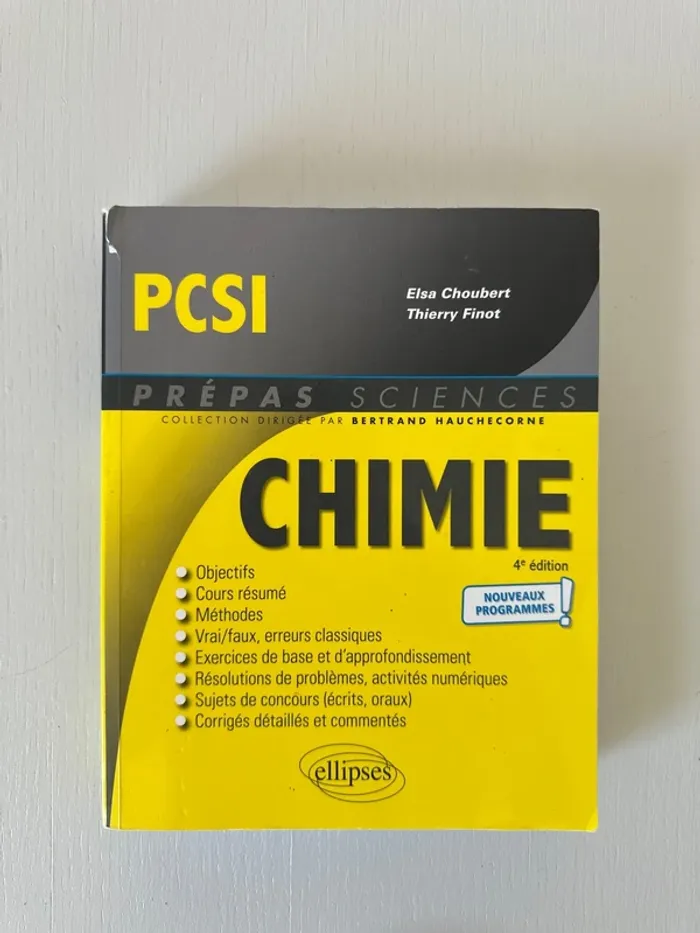 PCSI
Elsa Choubert
Thierry Finot
PRÉPAS SCIENCES
COLLECTION DIRIGÉE PAR BERTRAND HAUCHECORNE
CHIMIE
4e édition
NOUVEAUX
PROGRAMMES !
Objectifs
Cours résumé
Méthodes
Vrai/faux, erreurs classiques
Exercices de base et d'approfondissement
Résolutions de problèmes, activités numériques
Sujets de concours (écrits, oraux)
Corrigés détaillés et commentés
ellipses